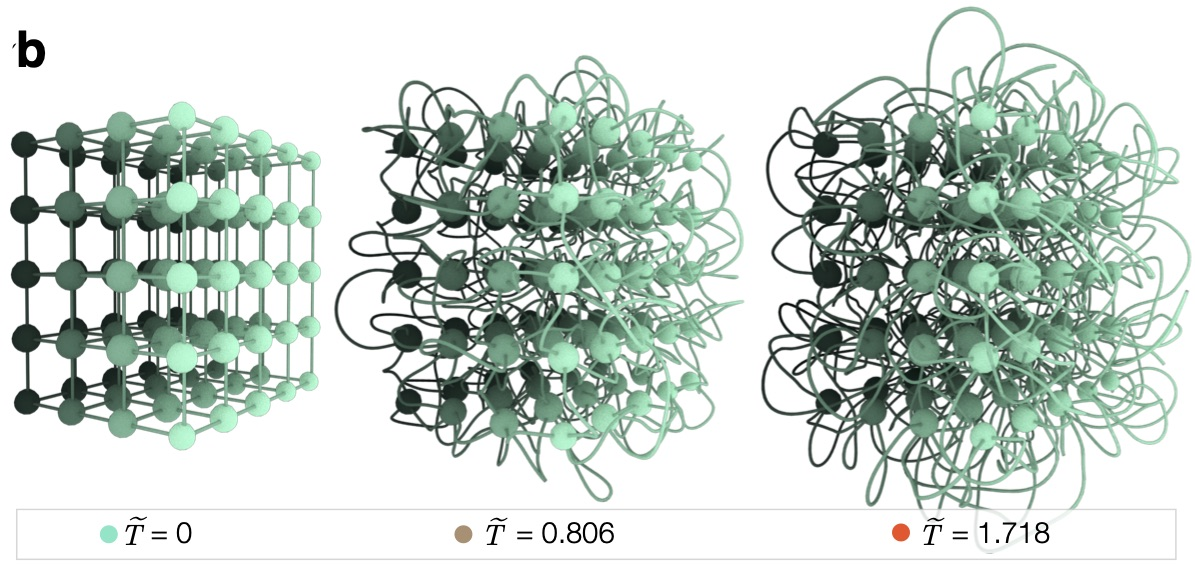 b
T̃ = 0 T̃ = 0.806 T̃ = 1.718